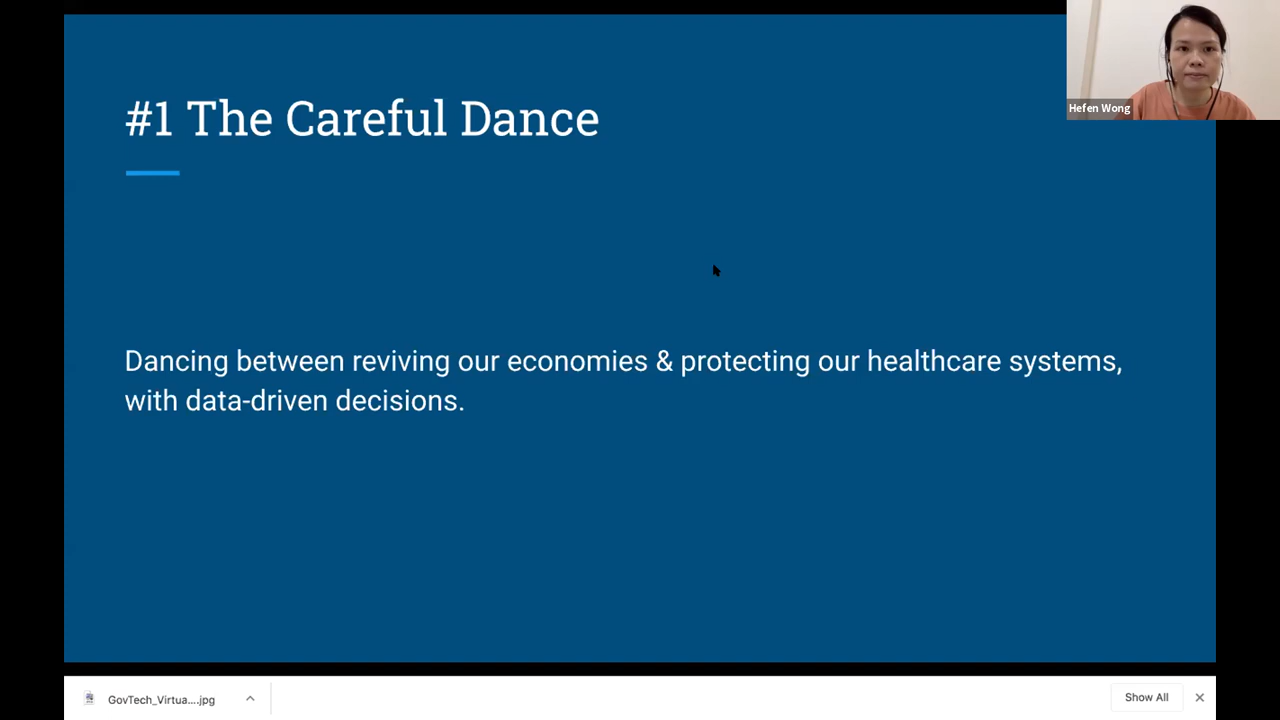 #1 The Careful Dance
Hefen Wong
Dancing between reviving our economies & protecting our healthcare systems,
with data-driven decisions.
GovTech_Virtua....jpg
Show All